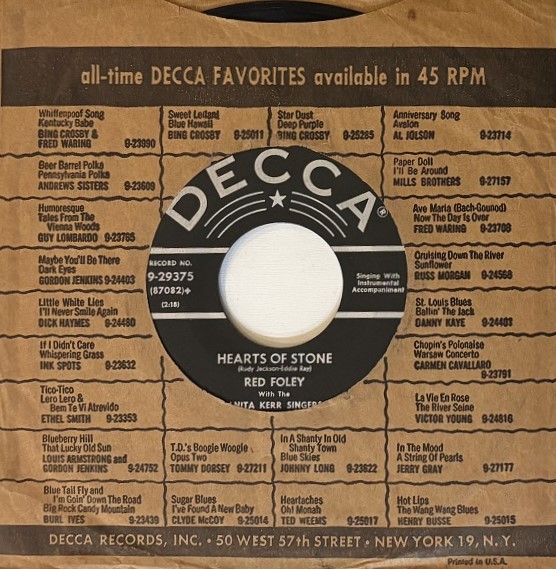 all-time DECCA FAVORITES available in 45 RPM
Whiffenpoof Song
Kentucky Babe
BING CROSBY &
FRED WARING 9-23990
Sweet Leilani
Blue Hawaii
BING CROSBY 9-25011
Star Dust
Deep Purple
BING CROSBY 9-25285
Anniversary Song
Avalon
AL JOLSON 9-23714
Beer Barrel Polka
Pennsylvania Polka
ANDREWS SISTERS 9-23609
Paper Doll
I'll Be Around
MILLS BROTHERS 9-27157
Humoresque
Tales From The
Vienna Woods
GUY LOMBARDO 9-23765
Ave Maria (Bach-Gounod)
Now The Day Is Over
FRED WARING 9-23708
Maybe You'll Be There
Dark Eyes
GORDON JENKINS 9-24403
Cruising Down The River
Sunflower
RUSS MORGAN 9-24568
Little White Lies
I'll Never Smile Again
DICK HAYMES 9-24480
St. Louis Blues
Ballin' The Jack
DANNY KAYE
If I Didn't Care
Whispering Grass
INK SPOTS 9-23632
Chopin's Polonaise
Warsaw Concerto
CARMEN CAVALLARO
9-23791
Tico-Tico
Lero Lero &
Bem Te Vi Atrevido
ETHEL SMITH 9-23353
La Vie En Rose
The River Seine
VICTOR YOUNG 9-24816
Blueberry Hill
That Lucky Old Sun
LOUIS ARMSTRONG and
GORDON JENKINS 9-24752
T.D.'s Boogie Woogie
Opus Two
TOMMY DORSEY 9-27211
In A Shanty In Old
Shanty Town
Blue Skies
JOHNNY LONG 9-23622
In The Mood
A String Of Pearls
JERRY GRAY 9-27177
Blue Tail Fly and
I'm Goin' Down The Road
Big Rock Candy Mountain
BURL IVES 9-23439
Sugar Blues
I've Found A New Baby
CLYDE McCOY 9-25014
Heartaches
Oh! Monah
TED WEEMS 9-25017
Hot Lips
The Wang Wang Blues
HENRY BUSSE 9-25015
DECCA®
RECORD NO.
9-29375
(87082)+
(2:18)
Singing With
Instrumental
Accompaniment
HEARTS OF STONE
(Rudy Jackson-Eddie Ray)
RED FOLEY
With The
NITA KERR SINGERS
DECCA RECORDS, INC. • 50 WEST 57th STREET • NEW YORK 19, N.Y.
Printed in U.S.A.